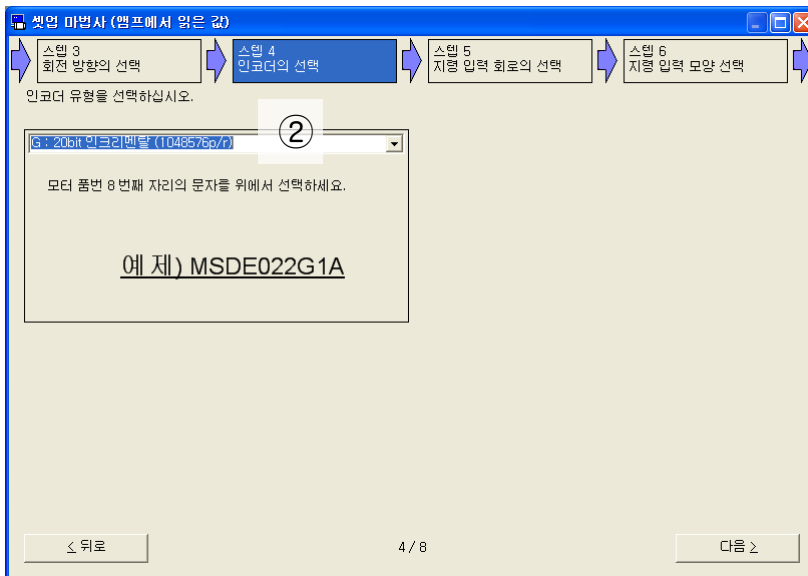 셋업 마법사 (앰프에서 읽은 값)
스텝 3
회전 방향의 선택
스텝 4
인코더의 선택
스텝 5
지령 입력 회로의 선택
스텝 6
지령 입력 모양 선택
인코더 유형을 선택하십시오.
②
G : 20bit 인크리멘탈 (1048576p/r)
모터 품번 8 번째 자리의 문자를 위에서 선택하세요.
예 제) MSDE022G1A
< 뒤로
4 / 8
다음 >